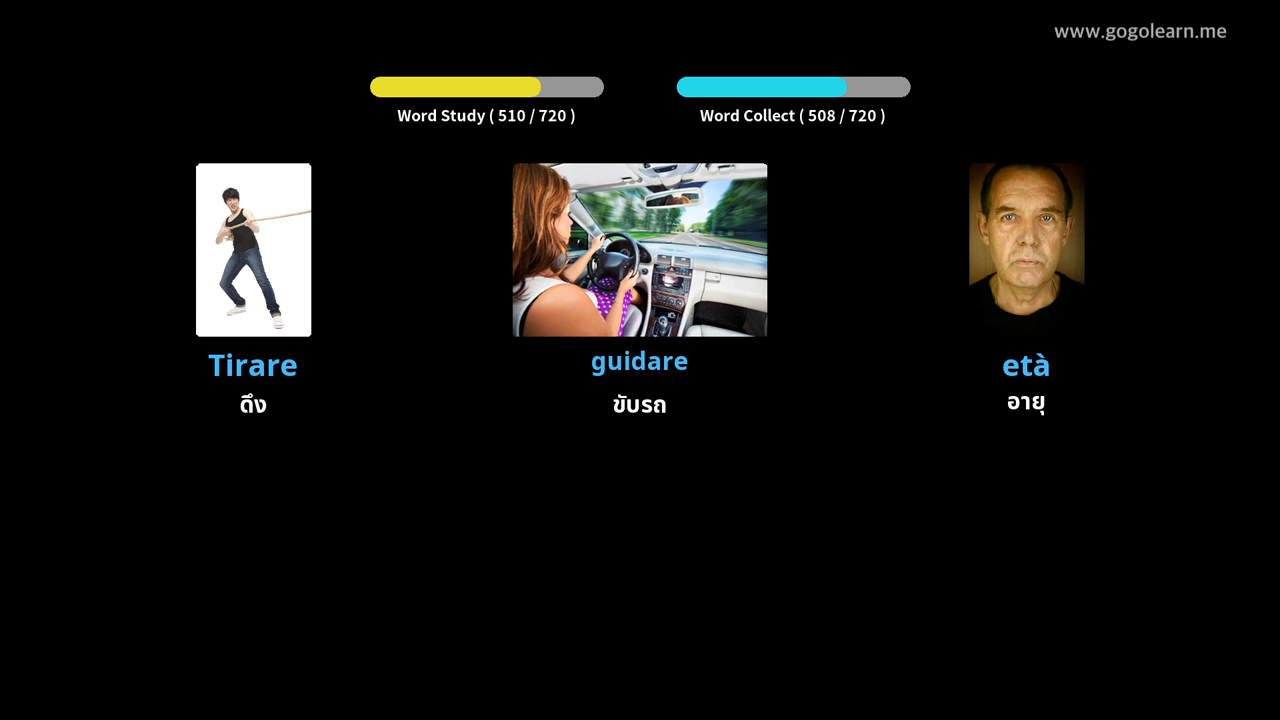 www.gogolearn.me
Word Study ( 510 / 720 )
Word Collect ( 508 / 720 )
Tirare
guidare
età
ดึง
ขับรถ
อายุ